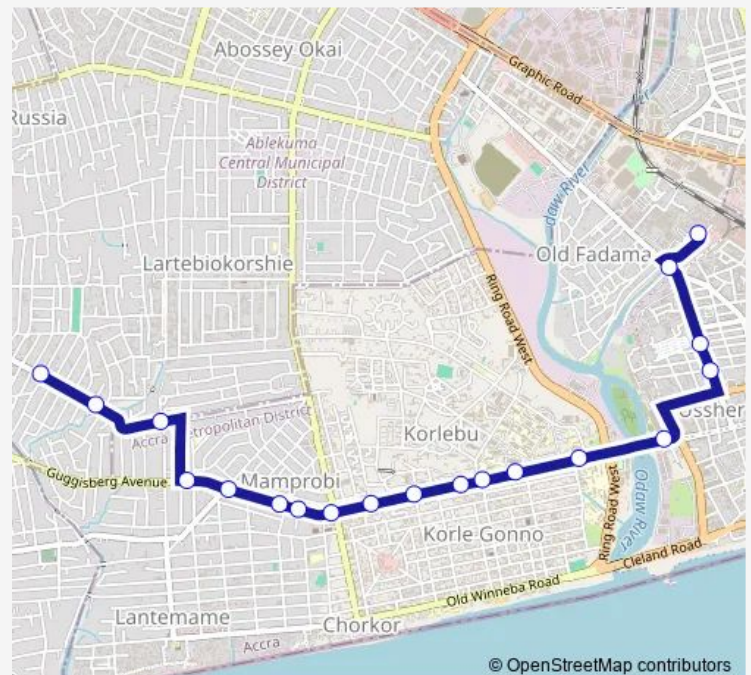 Abossey Okai
Graphic Road
Russia
Ablekuma
Central Municipal
District
daw River
Lartebiokorshie
Old Fadama
Ring Road West
Accra Metropolitan District
Ussher
Korlebu
Guggisberg Avenue
Mamprobi
Korle Gonno
Ring Road West
Odaw River
Cleland Road
Old Winneba Road
Lantemame
Chorkor
Accra
© OpenStreetMap contributors